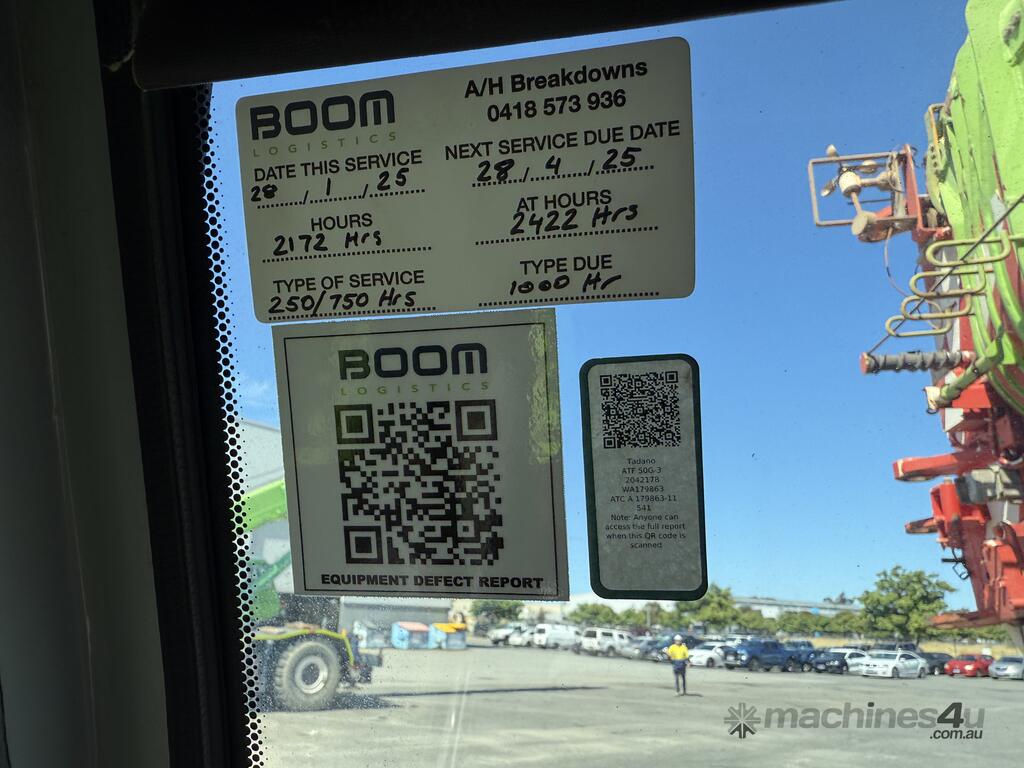 BOOM
LOGISTICS
A/H Breakdowns
0418 573 936
DATE THIS SERVICE
28 / 1 / 25
NEXT SERVICE DUE DATE
28 / 4 / 25
HOURS
2172 Hrs
AT HOURS
2422 Hrs
TYPE OF SERVICE
250/750 Hrs
TYPE DUE
1000 Hr
BOOM
LOGISTICS
EQUIPMENT DEFECT REPORT
Tadano
ATF 50G-3
2042178
WA179863
ATC A 179863-11
541
Note: Anyone can
access the full report
when this QR code is
scanned
machines4u
.com.au